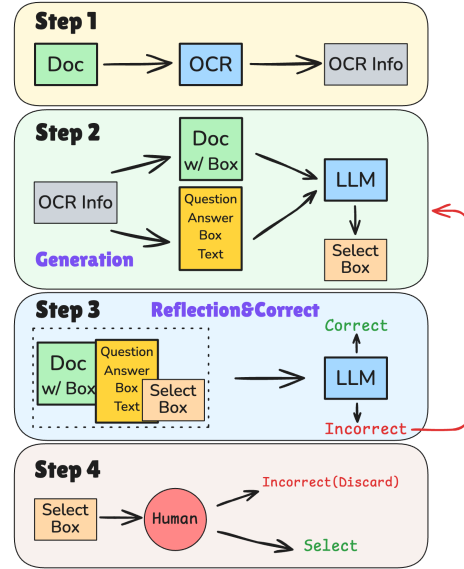 Step 1
Doc
OCR
OCR Info
Step 2
OCR Info
Doc
w/ Box
Question
Answer
Box
Text
LLM
Select
Box
Generation
Step 3
Reflection&Correct
Doc
w/ Box
Question
Answer
Box
Text
Select
Box
LLM
Correct
Incorrect
Step 4
Select
Box
Human
Incorrect(Discard)
Select